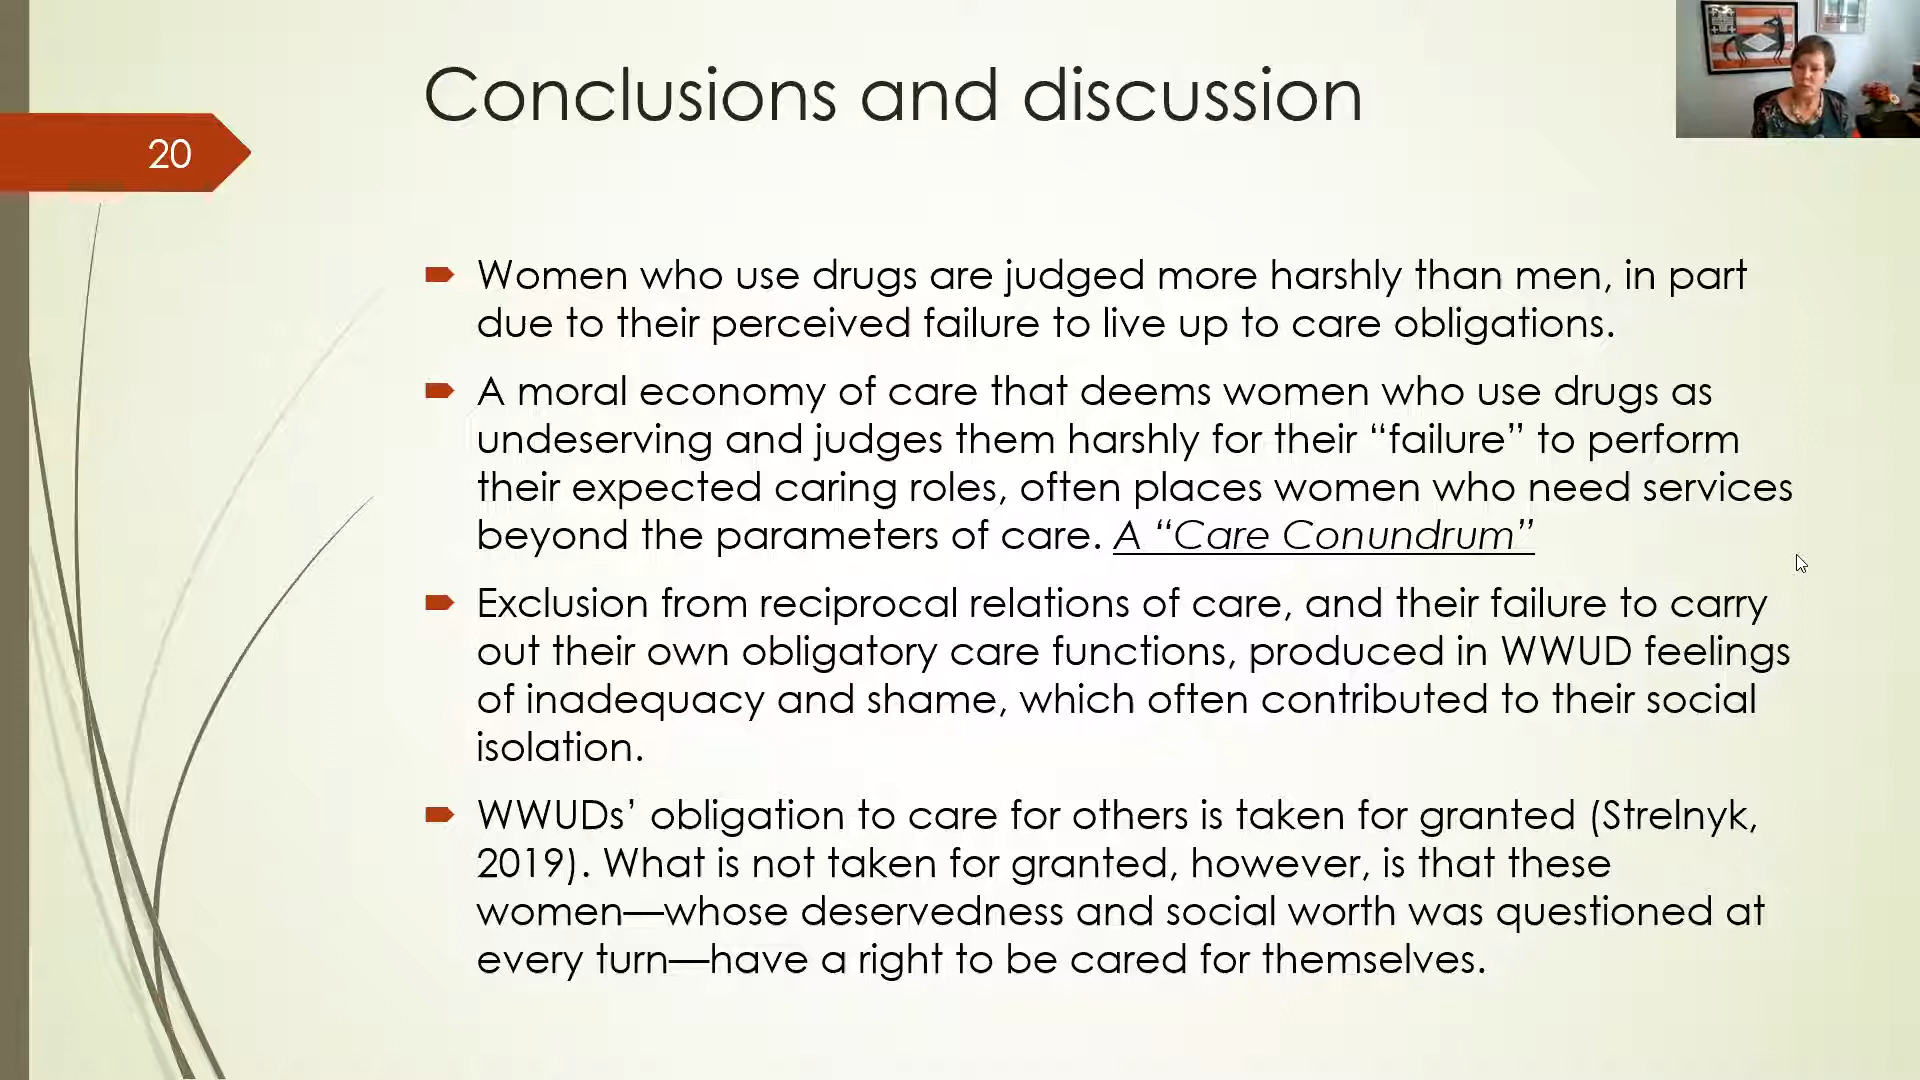 Conclusions and discussion
20
Women who use drugs are judged more harshly than men, in part
due to their perceived failure to live up to care obligations.
A moral economy of care that deems women who use drugs as
undeserving and judges them harshly for their “failure” to perform
their expected caring roles, often places women who need services
beyond the parameters of care. A “Care Conundrum”
Exclusion from reciprocal relations of care, and their failure to carry
out their own obligatory care functions, produced in WWUD feelings
of inadequacy and shame, which often contributed to their social
isolation.
WWUDs’ obligation to care for others is taken for granted (Strelnyk,
2019). What is not taken for granted, however, is that these
women—whose deservedness and social worth was questioned at
every turn—have a right to be cared for themselves.